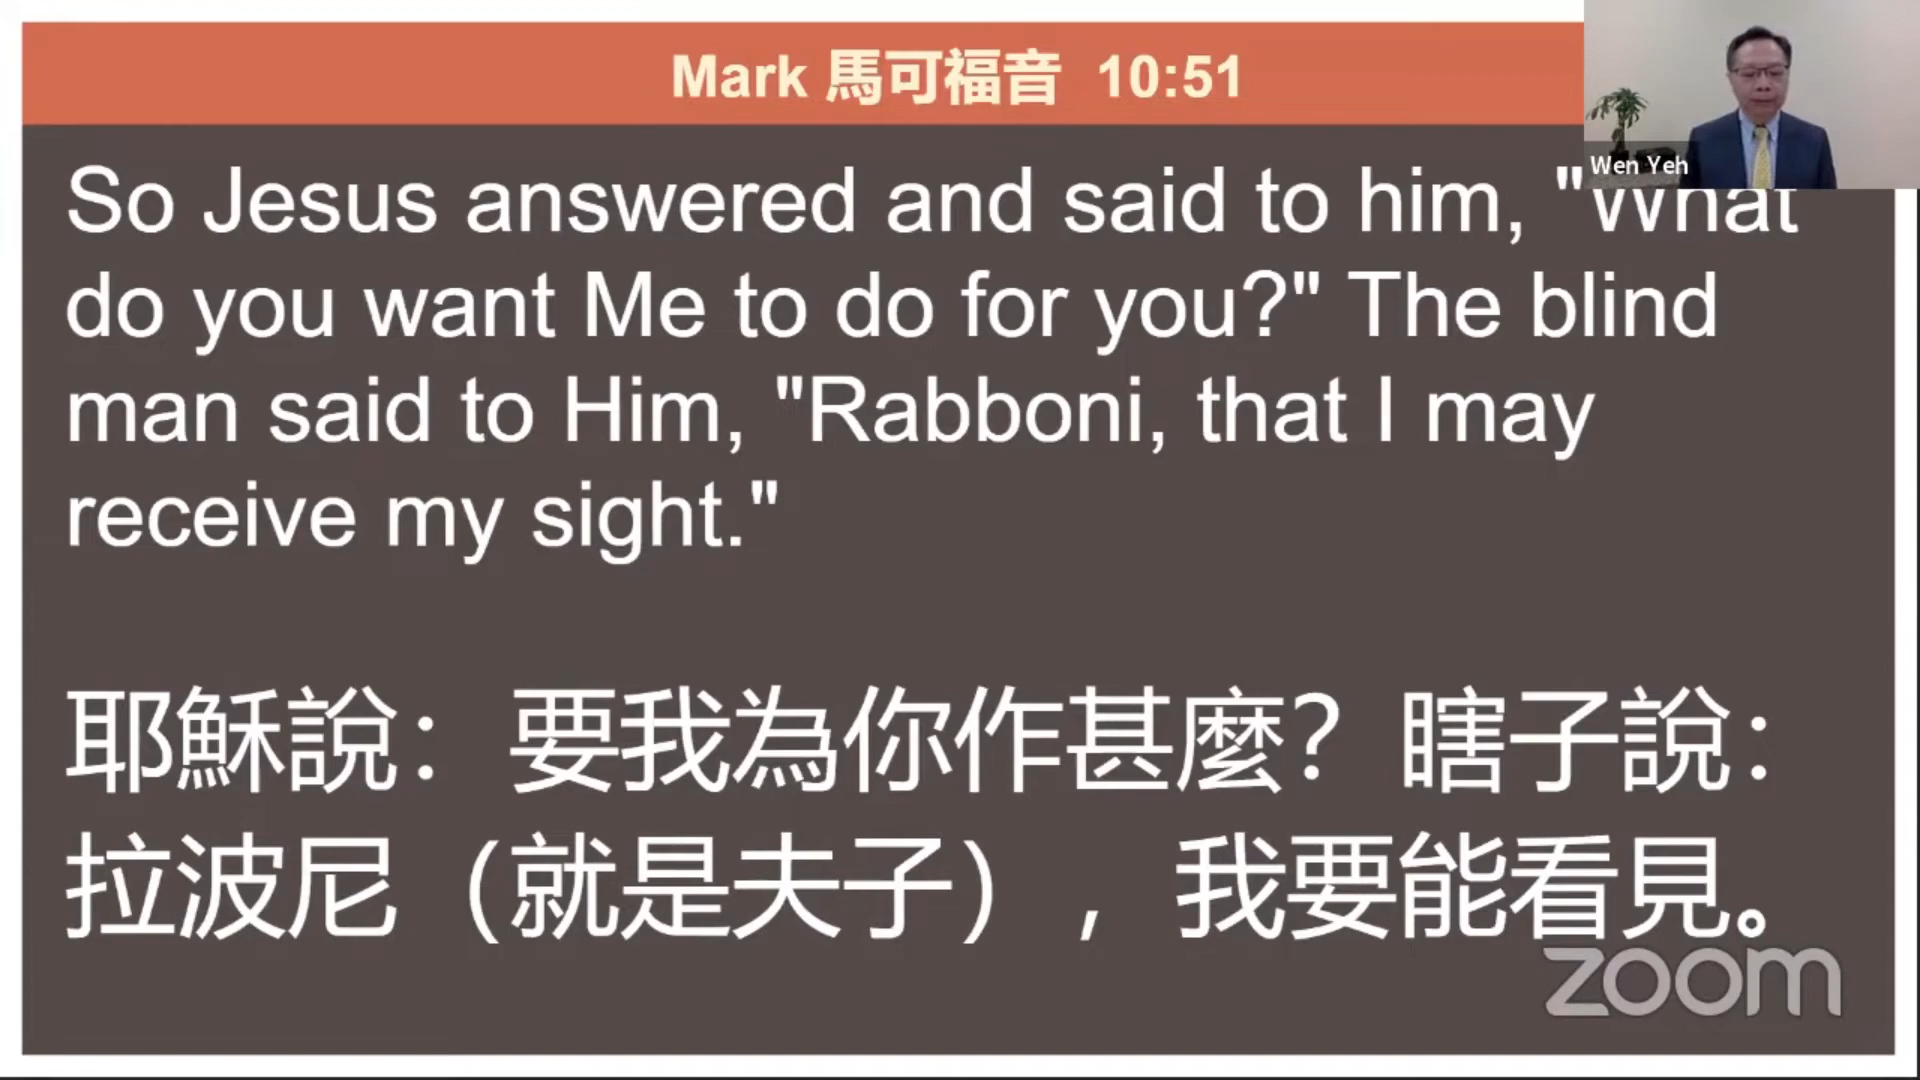 Mark 馬可福音 10:51
Wen Yeh
So Jesus answered and said to him, "What
do you want Me to do for you?" The blind
man said to Him, "Rabboni, that I may
receive my sight."
耶穌說：要我為你作甚麼？瞎子說：
拉波尼（就是夫子），我要能看見。
zoom